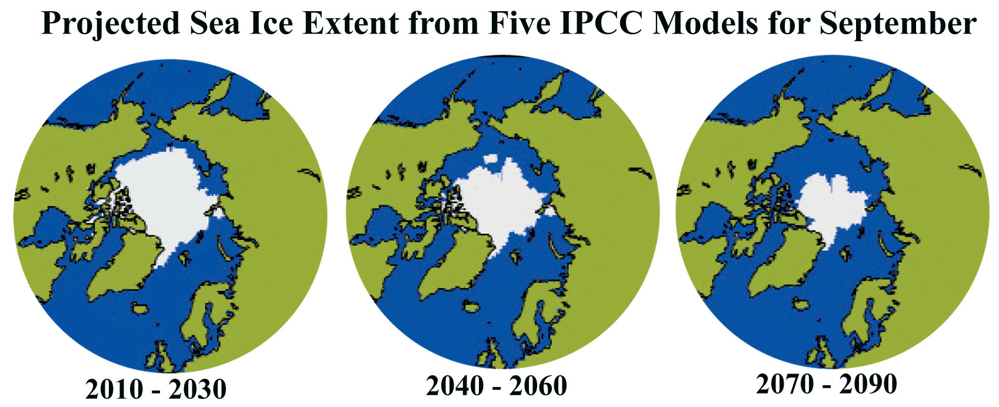 Projected Sea Ice Extent from Five IPCC Models for September
2010 - 2030
2040 - 2060
2070 - 2090